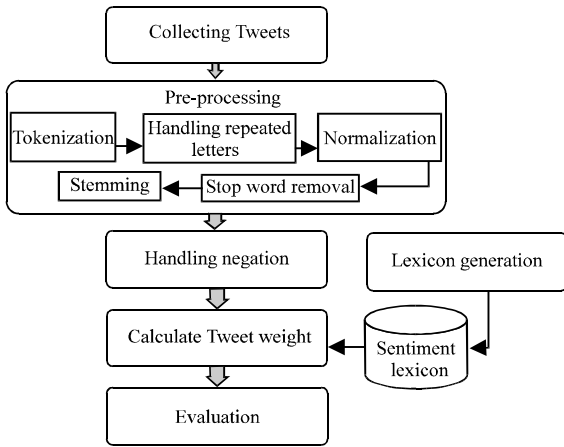 Collecting Tweets
Pre-processing
Tokenization
Handling repeated
letters
Normalization
Stop word removal
Stemming
Handling negation
Lexicon generation
Calculate Tweet weight
Sentiment
lexicon
Evaluation